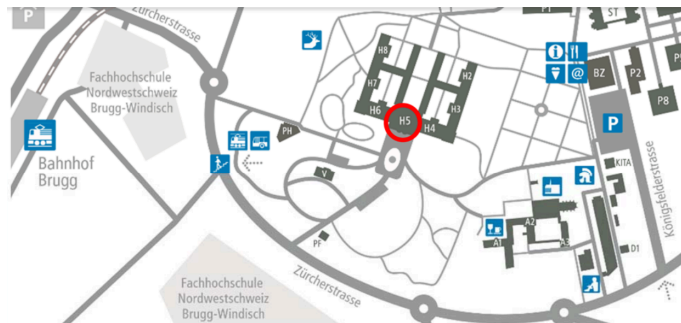 P
Zürcherstrasse
Fachhochschule
Nordwestschweiz
Brugg-Windisch
Bahnhof
Brugg
H8
H7
H6
H5
H4
H3
H2
PH
V
PF
ST
i
@
BZ
P2
P8
P
KITA
Königsfelderstrasse
A1
A2
A3
D1
Zürcherstrasse
Fachhochschule
Nordwestschweiz
Brugg-Windisch